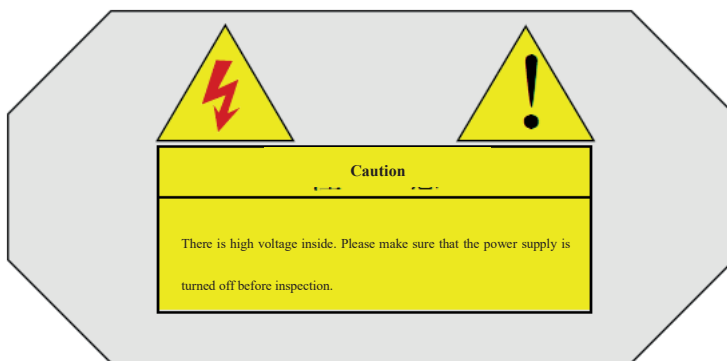 Caution
There is high voltage inside. Please make sure that the power supply is
turned off before inspection.